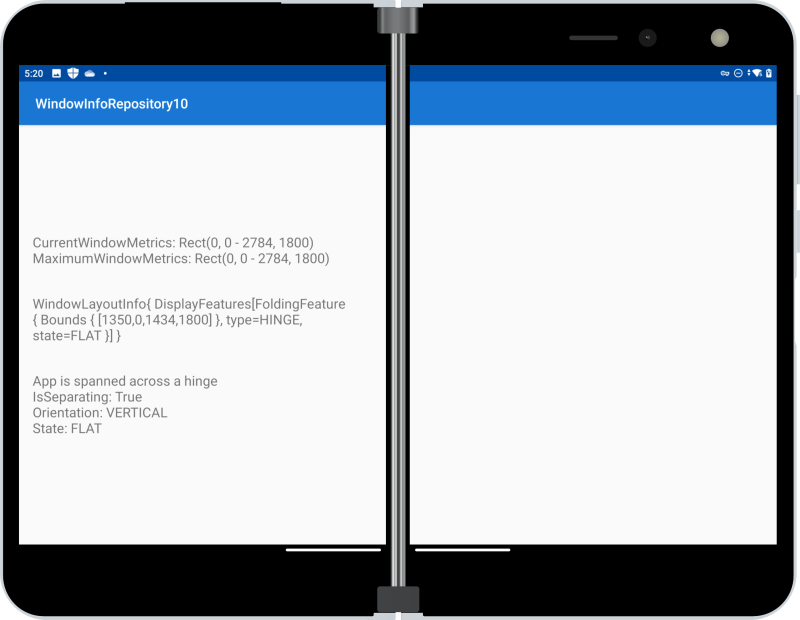 5:20
WindowInfoRepository10
CurrentWindowMetrics: Rect(0, 0 - 2784, 1800)
MaximumWindowMetrics: Rect(0, 0 - 2784, 1800)
WindowLayoutInfo{ DisplayFeatures[FoldingFeature
{ Bounds { [1350,0,1434,1800] }, type=HINGE,
state=FLAT }] }
App is spanned across a hinge
IsSeparating: True
Orientation: VERTICAL
State: FLAT